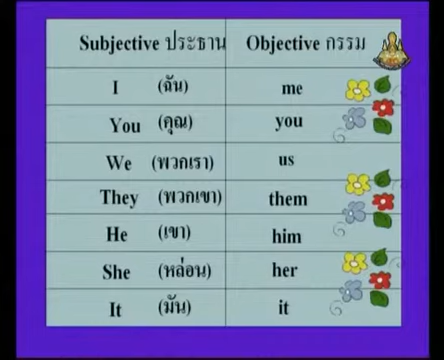 Subjective ประธาน Objective กรรม
I (ฉัน) me
You (คุณ) you
We (พวกเรา) us
They (พวกเขา) them
He (เขา) him
She (หล่อน) her
It (มัน) it